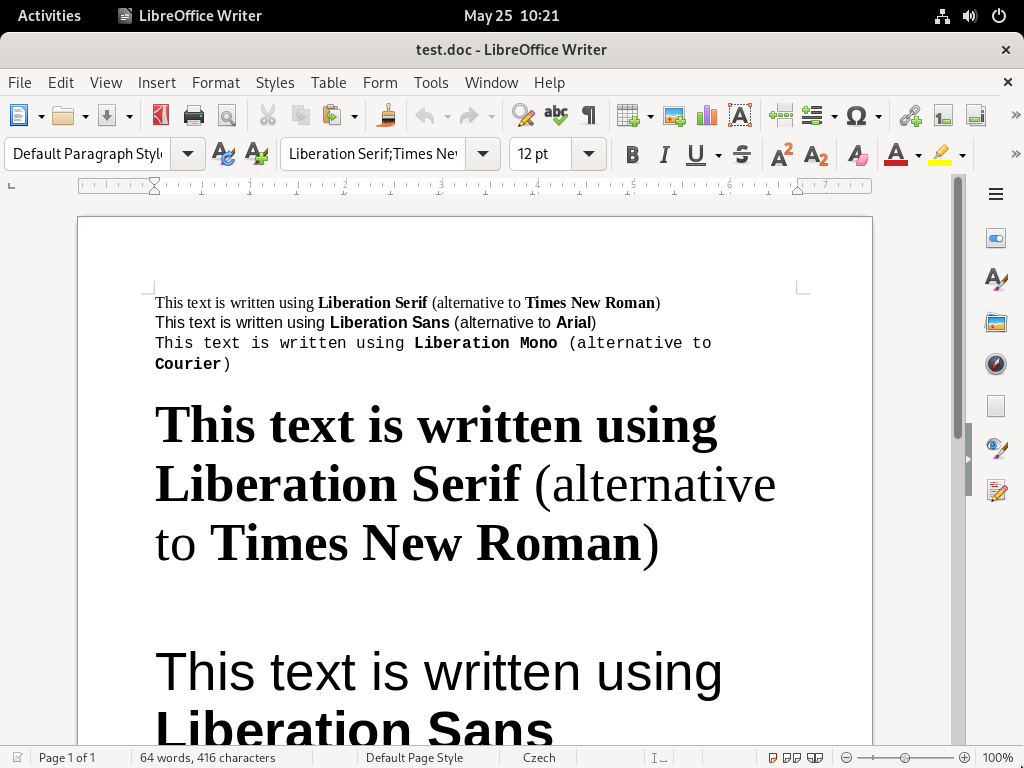 Activities LibreOffice Writer May 25 10:21
test.doc - LibreOffice Writer
File Edit View Insert Format Styles Table Form Tools Window Help
Default Paragraph Style Liberation Serif;Times New 12 pt
1 2 3 4 5 6 7
This text is written using Liberation Serif (alternative to Times New Roman)
This text is written using Liberation Sans (alternative to Arial)
This text is written using Liberation Mono (alternative to
Courier)
This text is written using
Liberation Serif (alternative
to Times New Roman)
This text is written using
Liberation Sans
Page 1 of 1 64 words, 416 characters Default Page Style Czech 100%